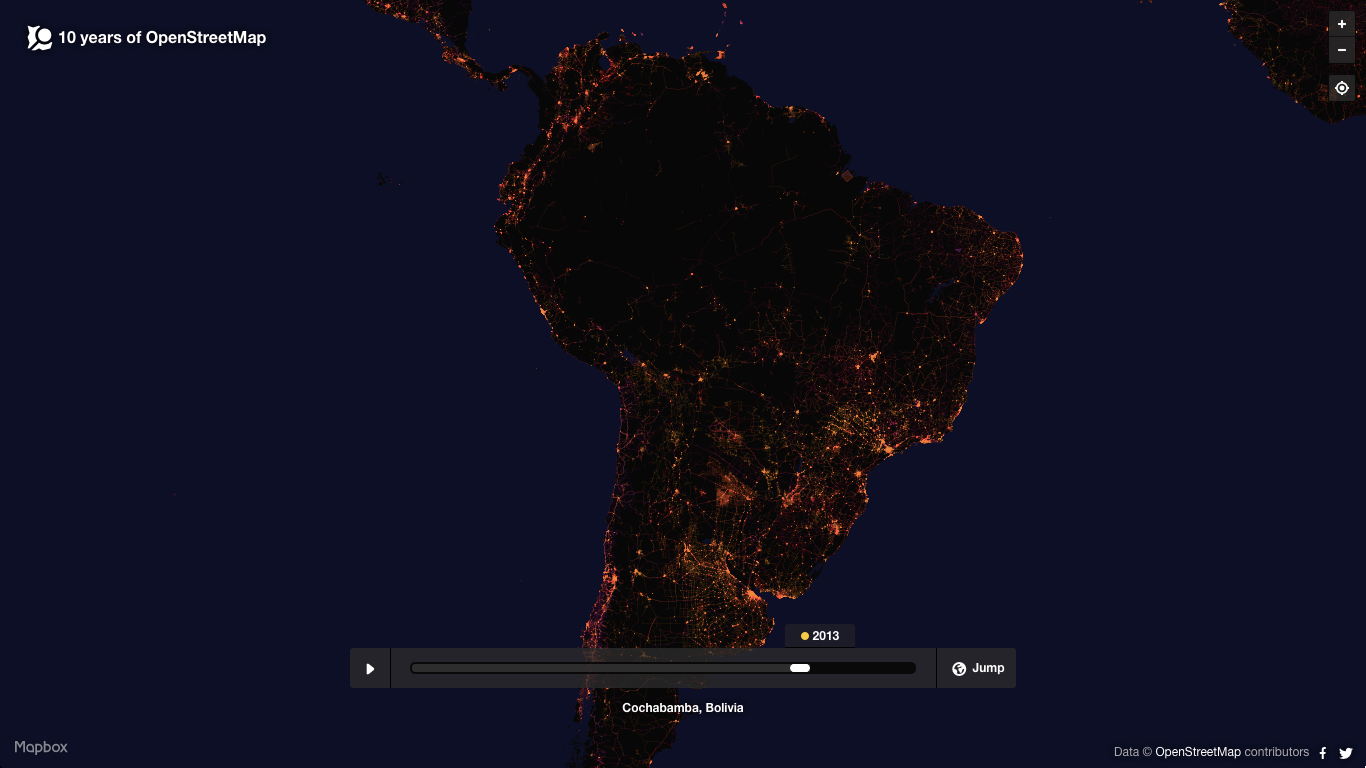 10 years of OpenStreetMap
+
−
2013
Jump
Cochabamba, Bolivia
Mapbox
Data © OpenStreetMap contributors